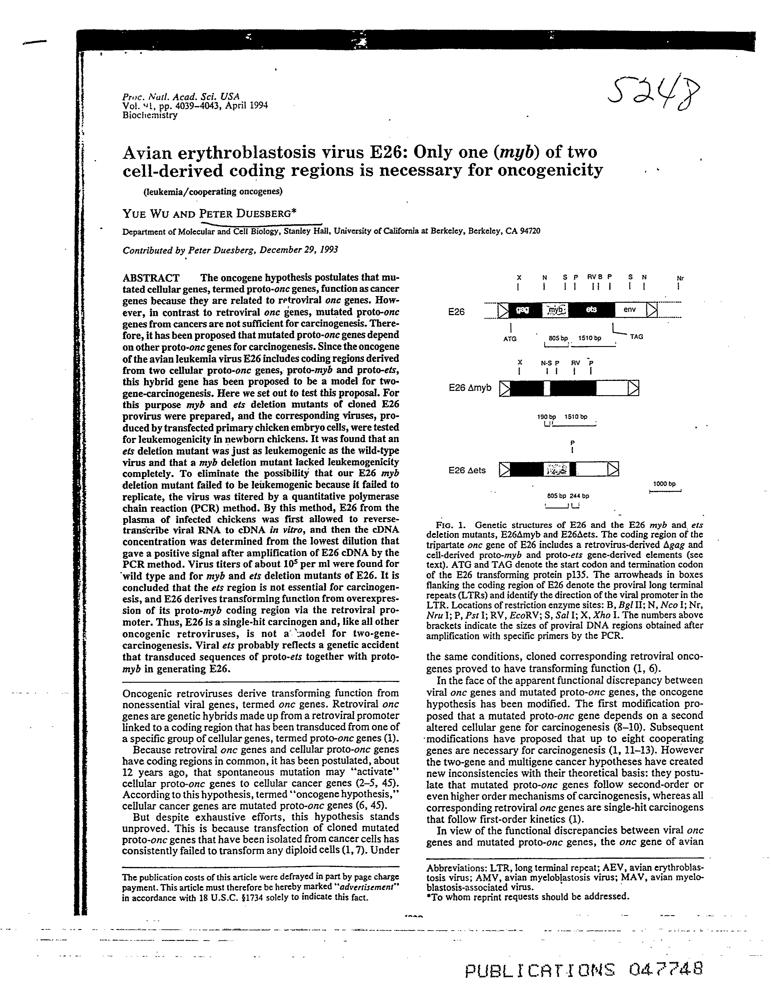 5248
Proc. Natl. Acad. Sci. USA
Vol. 91, pp. 4039–4043, April 1994
Biochemistry
Avian erythroblastosis virus E26: Only one (myb) of two
cell-derived coding regions is necessary for oncogenicity
(leukemia/cooperating oncogenes)
YUE WU AND PETER DUESBERG*
Department of Molecular and Cell Biology, Stanley Hall, University of California at Berkeley, Berkeley, CA 94720
Contributed by Peter Duesberg, December 29, 1993
ABSTRACT The oncogene hypothesis postulates that mu-
tated cellular genes, termed proto-onc genes, function as cancer
genes because they are related to retroviral onc genes. How-
ever, in contrast to retroviral onc genes, mutated proto-onc
genes from cancers are not sufficient for carcinogenesis. There-
fore, it has been proposed that mutated proto-onc genes depend
on other proto-onc genes for carcinogenesis. Since the oncogene
of the avian leukemia virus E26 includes coding regions derived
from two cellular proto-onc genes, proto-myb and proto-ets,
this hybrid gene has been proposed to be a model for two-
gene-carcinogenesis. Here we set out to test this proposal. For
this purpose myb and ets deletion mutants of cloned E26
provirus were prepared, and the corresponding viruses, pro-
duced by transfected primary chicken embryo cells, were tested
for leukemogenicity in newborn chickens. It was found that an
ets deletion mutant was just as leukemogenic as the wild-type
virus and that a myb deletion mutant lacked leukemogenicity
completely. To eliminate the possibility that our E26 myb
deletion mutant failed to be leukemogenic because it failed to
replicate, the virus was titered by a quantitative polymerase
chain reaction (PCR) method. By this method, E26 from the
plasma of infected chickens was first allowed to reverse-
transcribe viral RNA to cDNA in vitro, and then the cDNA
concentration was determined from the lowest dilution that
gave a positive signal after amplification of E26 cDNA by the
PCR method. Virus titers of about 10⁵ per ml were found for
wild type and for myb and ets deletion mutants of E26. It is
concluded that the ets region is not essential for carcinogen-
esis, and E26 derives transforming function from overexpres-
sion of its proto-myb coding region via the retroviral pro-
moter. Thus, E26 is a single-hit carcinogen and, like all other
oncogenic retroviruses, is not a model for two-gene-
carcinogenesis. Viral ets probably reflects a genetic accident
that transduced sequences of proto-ets together with proto-
myb in generating E26.
Oncogenic retroviruses derive transforming function from
nonessential viral genes, termed onc genes. Retroviral onc
genes are genetic hybrids made up from a retroviral promoter
linked to a coding region that has been transduced from one of
a specific group of cellular genes, termed proto-onc genes (1).
Because retroviral onc genes and cellular proto-onc genes
have coding regions in common, it has been postulated, about
12 years ago, that spontaneous mutation may "activate"
cellular proto-onc genes to cellular cancer genes (2–5, 45).
According to this hypothesis, termed "oncogene hypothesis,"
cellular cancer genes are mutated proto-onc genes (6, 45).
But despite exhaustive efforts, this hypothesis stands
unproved. This is because transfection of cloned mutated
proto-onc genes that have been isolated from cancer cells has
consistently failed to transform any diploid cells (1, 7). Under
The publication costs of this article were defrayed in part by page charge
payment. This article must therefore be hereby marked "advertisement"
in accordance with 18 U.S.C. §1734 solely to indicate this fact.
X N S P RV B P S N Nr
E26 gag myb ets env
ATG 805 bp 1510 bp TAG
X N-S P RV P
E26 Δmyb
190 bp 1510 bp
P
E26 Δets
1000 bp
805 bp 244 bp
FIG. 1. Genetic structures of E26 and the E26 myb and ets
deletion mutants, E26Δmyb and E26Δets. The coding region of the
tripartate onc gene of E26 includes a retrovirus-derived Δgag and
cell-derived proto-myb and proto-ets gene-derived elements (see
text). ATG and TAG denote the start codon and termination codon
of the E26 transforming protein p135. The arrowheads in boxes
flanking the coding region of E26 denote the proviral long terminal
repeats (LTRs) and identify the direction of the viral promoter in the
LTR. Locations of restriction enzyme sites: B, Bgl II; N, Nco I; Nr,
Nru I; P, Pst I; RV, EcoRV; S, Sal I; X, Xho I. The numbers above
brackets indicate the sizes of proviral DNA regions obtained after
amplification with specific primers by the PCR.
the same conditions, cloned corresponding retroviral onco-
genes proved to have transforming function (1, 6).
In the face of the apparent functional discrepancy between
viral onc genes and mutated proto-onc genes, the oncogene
hypothesis has been modified. The first modification pro-
posed that a mutated proto-onc gene depends on a second
altered cellular gene for carcinogenesis (8–10). Subsequent
modifications have proposed that up to eight cooperating
genes are necessary for carcinogenesis (1, 11–13). However
the two-gene and multigene cancer hypotheses have created
new inconsistencies with their theoretical basis: they postu-
late that mutated proto-onc genes follow second-order or
even higher order mechanisms of carcinogenesis, whereas all
corresponding retroviral onc genes are single-hit carcinogens
that follow first-order kinetics (1).
In view of the functional discrepancies between viral onc
genes and mutated proto-onc genes, the onc gene of avian
Abbreviations: LTR, long terminal repeat; AEV, avian erythroblas-
tosis virus; AMV, avian myeloblastosis virus; MAV, avian myelo-
blastosis-associated virus.
*To whom reprint requests should be addressed.
PUBLICATIONS 047748